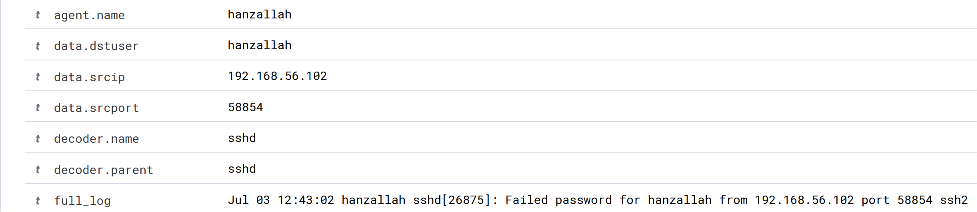 t agent.name hanzallah
t data.dstuser hanzallah
t data.srcip 192.168.56.102
t data.srcport 58854
t decoder.name sshd
t decoder.parent sshd
t full_log Jul 03 12:43:02 hanzallah sshd[26875]: Failed password for hanzallah from 192.168.56.102 port 58854 ssh2